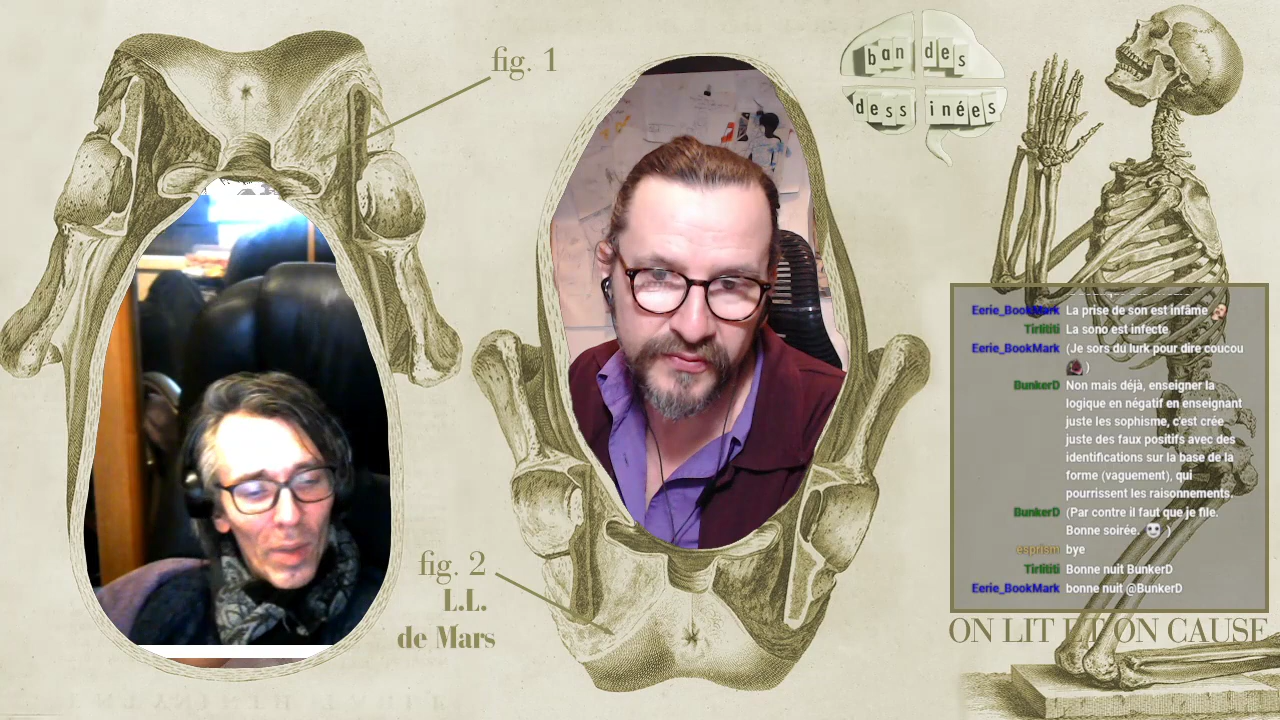 fig. 1
ban des
dess inées
Eerie_BookMark La prise de son est infâme
Tirlititi La sono est infecte
Eerie_BookMark (Je sors du lurk pour dire coucou
)
BunkerD Non mais déjà, enseigner la
logique en négatif en enseignant
juste les sophisme, c'est crée
juste des faux positifs avec des
identifications sur la base de la
forme (vaguement), qui
pourrissent les raisonnements.
BunkerD (Par contre il faut que je file.
Bonne soirée. )
esprism bye
Tirlititi Bonne nuit BunkerD
Eerie_BookMark bonne nuit @BunkerD
fig. 2
L.L.
de Mars
ON LIT ET ON CAUSE